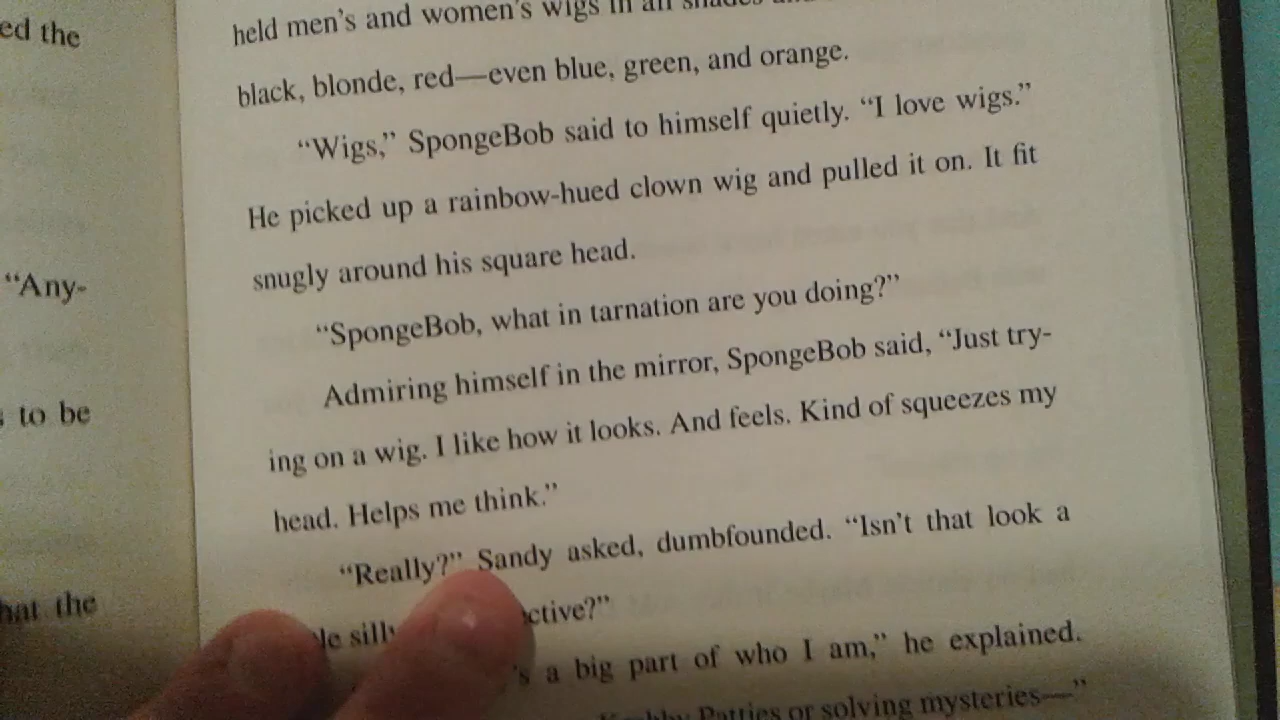 ed the
"Any-
to be
the
held men's and women's wigs in all shades
black, blonde, red—even blue, green, and orange.
"Wigs," SpongeBob said to himself quietly. "I love wigs."
He picked up a rainbow-hued clown wig and pulled it on. It fit
snugly around his square head.
"SpongeBob, what in tarnation are you doing?"
Admiring himself in the mirror, SpongeBob said, "Just try-
ing on a wig. I like how it looks. And feels. Kind of squeezes my
head. Helps me think."
"Really?" Sandy asked, dumbfounded. "Isn't that look a
ctive?"
's a big part of who I am," he explained.
Patties or solving mysteries—"